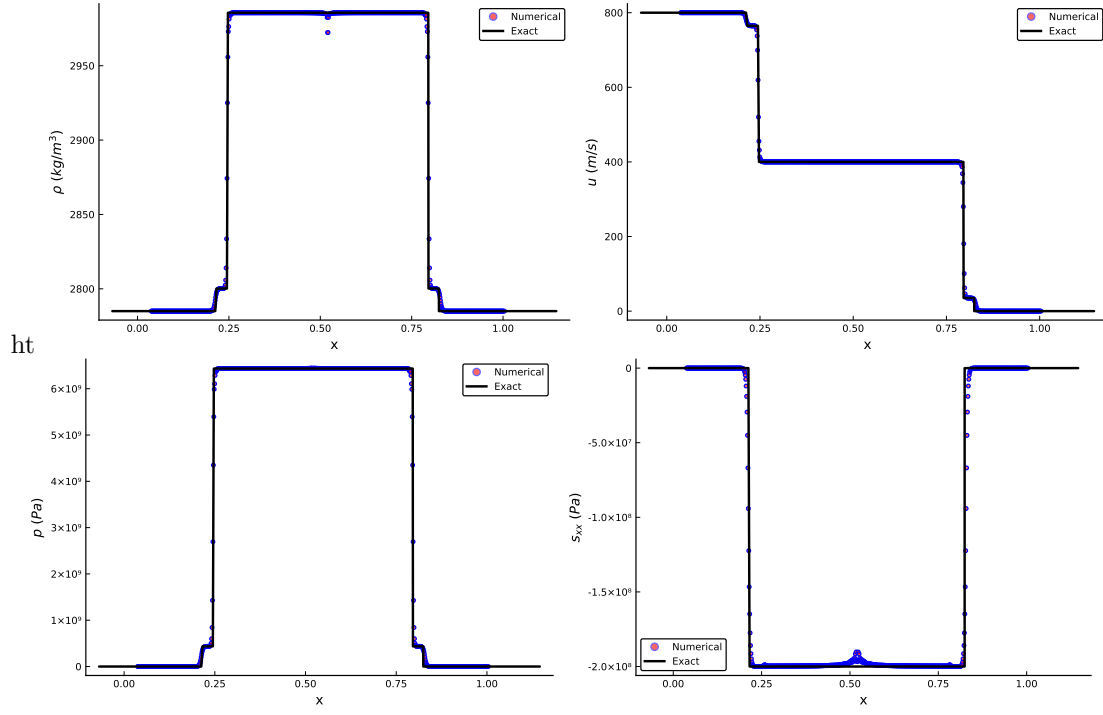 Numerical
Exact
ρ (kg/m³)
2950
2900
2850
2800
0.00 0.25 0.50 0.75 1.00
x
Numerical
Exact
u (m/s)
800
600
400
200
0
0.00 0.25 0.50 0.75 1.00
x
ht
Numerical
Exact
p (Pa)
6×10⁹
5×10⁹
4×10⁹
3×10⁹
2×10⁹
1×10⁹
0
0.00 0.25 0.50 0.75 1.00
x
Numerical
Exact
sₓₓ (Pa)
0
-5.0×10⁷
-1.0×10⁸
-1.5×10⁸
-2.0×10⁸
0.00 0.25 0.50 0.75 1.00
x